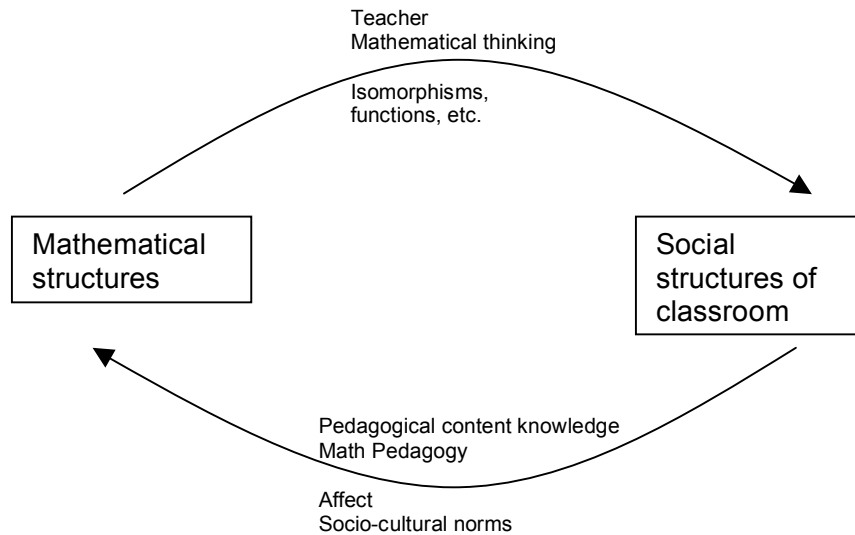 Teacher
Mathematical thinking
Isomorphisms,
functions, etc.
Mathematical
structures
Social
structures of
classroom
Pedagogical content knowledge
Math Pedagogy
Affect
Socio-cultural norms